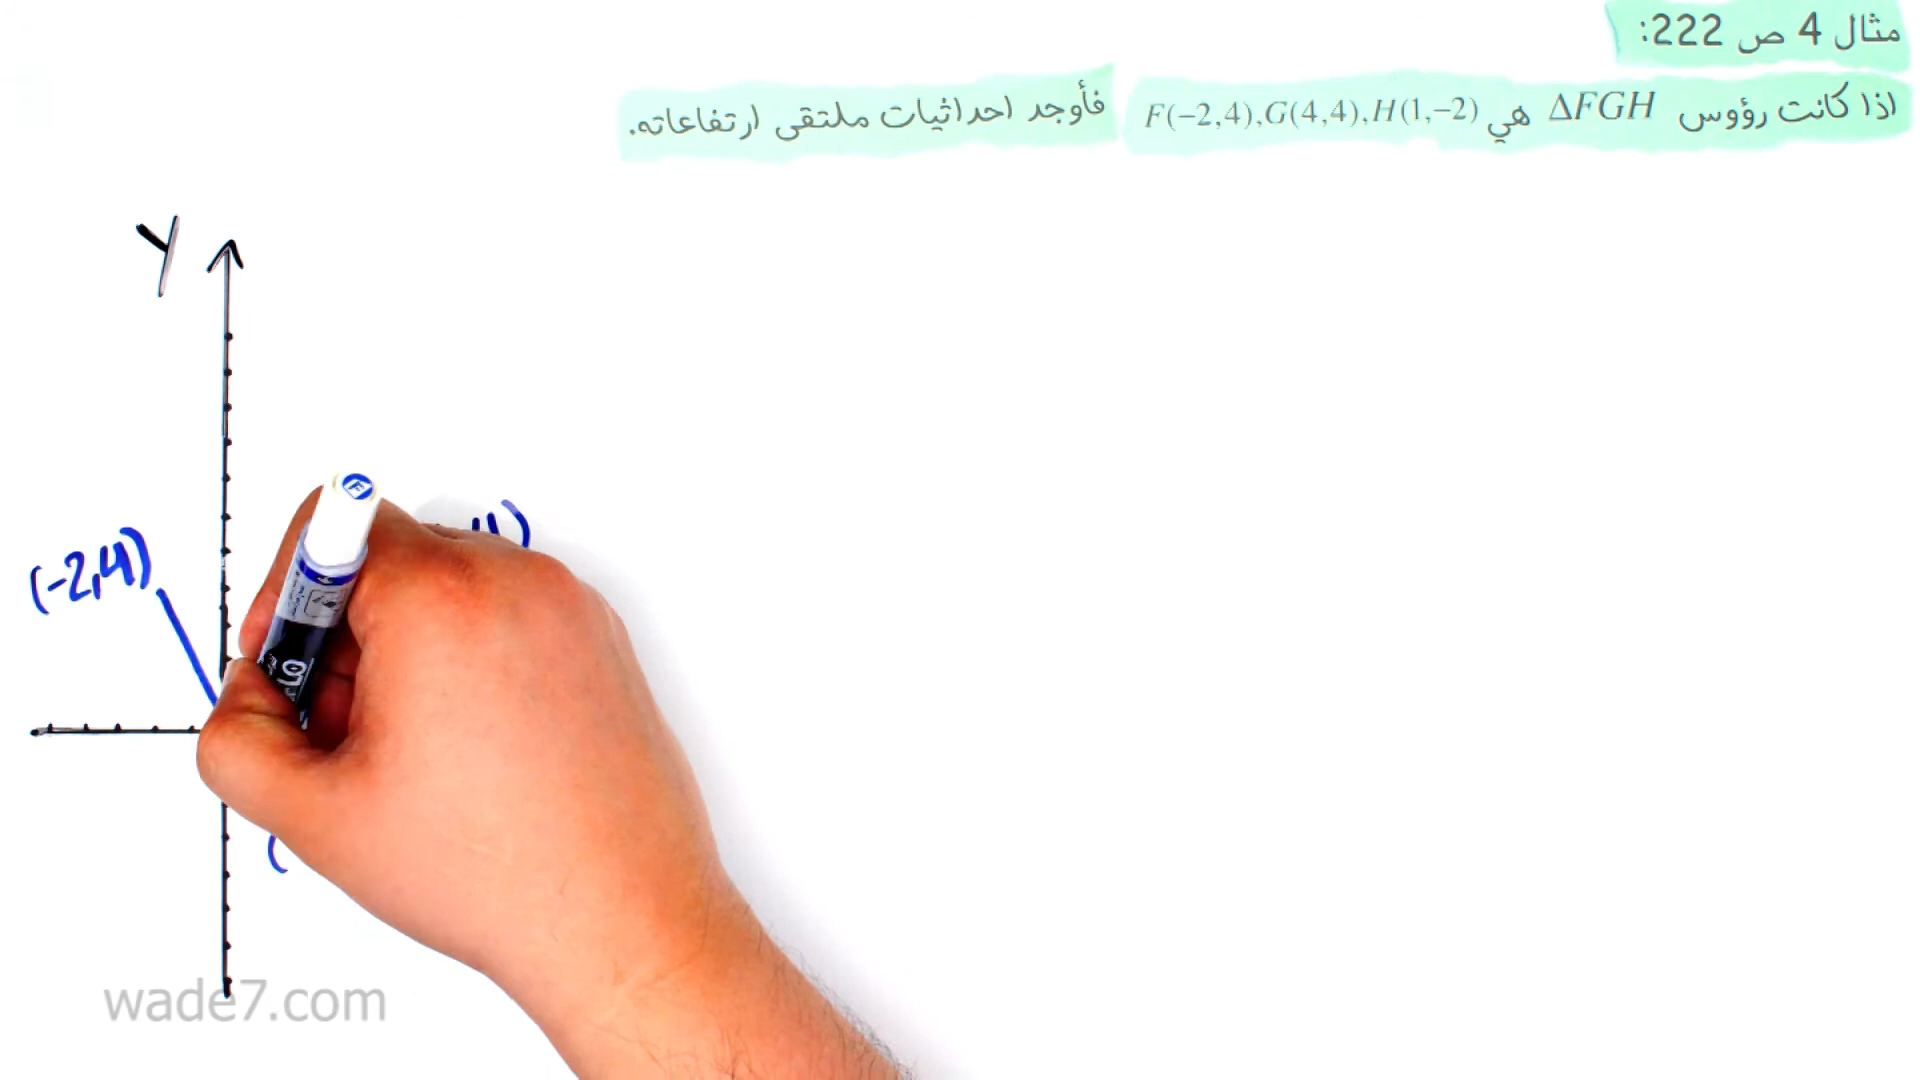 مثال 4 ص 222:
اذا كانت رؤوس ΔFGH هي F(−2,4),G(4,4),H(1,−2) فأوجد احداثيات ملتقى ارتفاعاته.
Y
(-2,4)
wade7.com